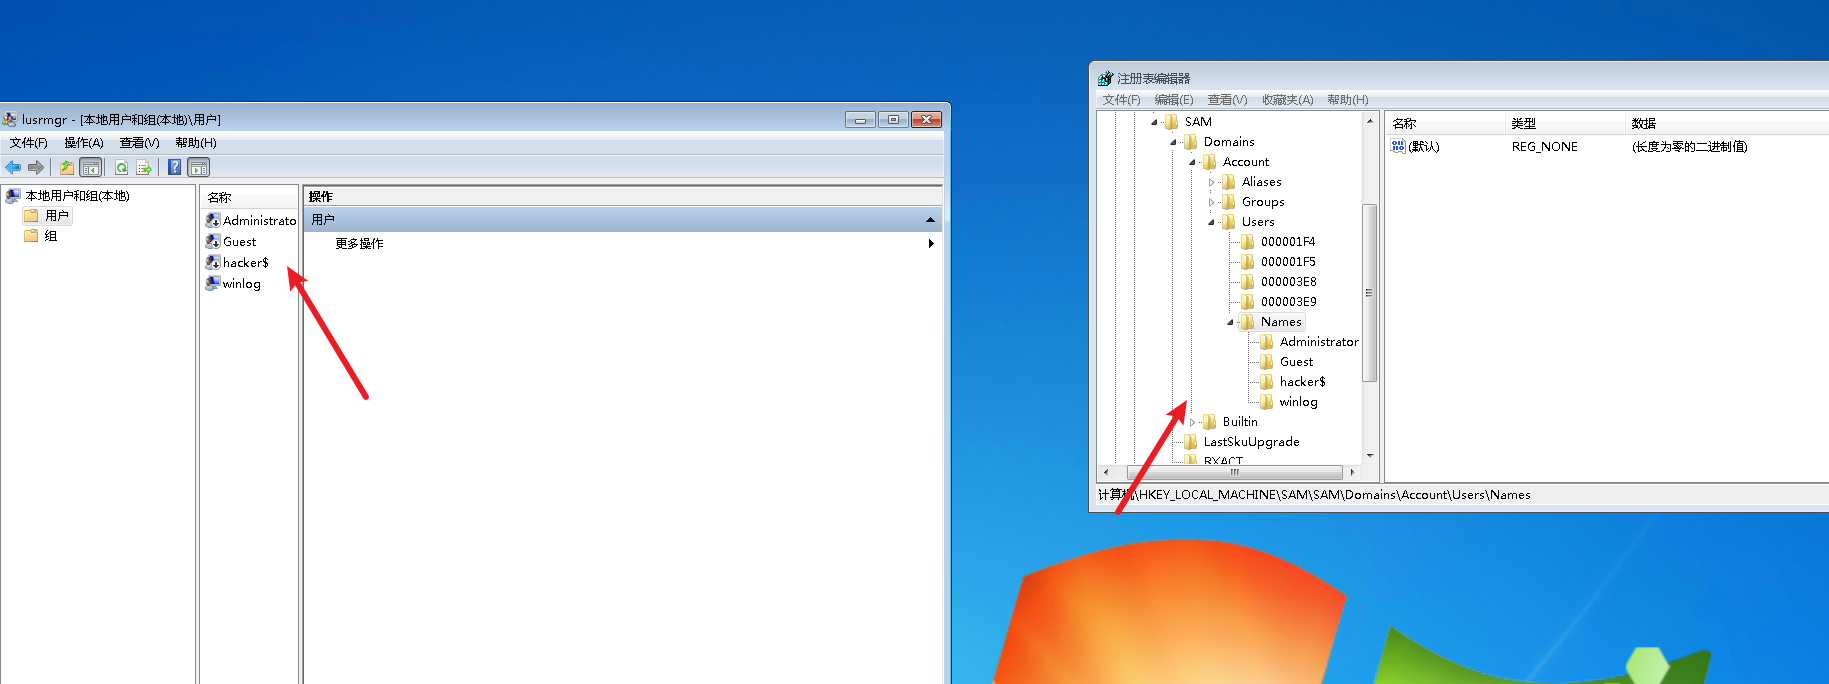 lusrmgr - [本地用户和组(本地)\用户]
文件(F) 操作(A) 查看(V) 帮助(H)
本地用户和组(本地)
用户
组
名称
Administrato
Guest
hacker$
winlog
操作
用户
更多操作
注册表编辑器
文件(F) 编辑(E) 查看(V) 收藏夹(A) 帮助(H)
SAM
Domains
Account
Aliases
Groups
Users
000001F4
000001F5
000003E8
000003E9
Names
Administrator
Guest
hacker$
winlog
Builtin
LastSkuUpgrade
RXACT
名称 类型 数据
(默认) REG_NONE (长度为零的二进制值)
计算机\HKEY_LOCAL_MACHINE\SAM\SAM\Domains\Account\Users\Names